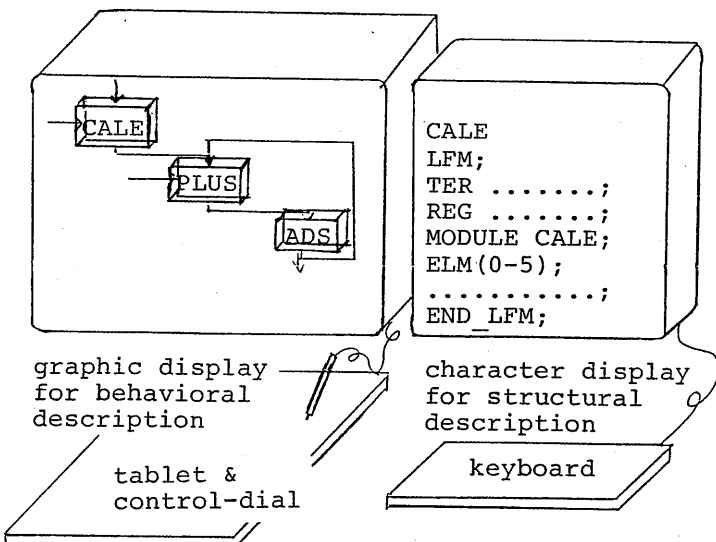 CALE
PLUS
ADS
CALE
LFM;
TER .......;
REG .......;
MODULE CALE;
ELM(0-5);
...........;
END_LFM;
graphic display
for behavioral
description
character display
for structural
description
tablet &
control-dial
keyboard